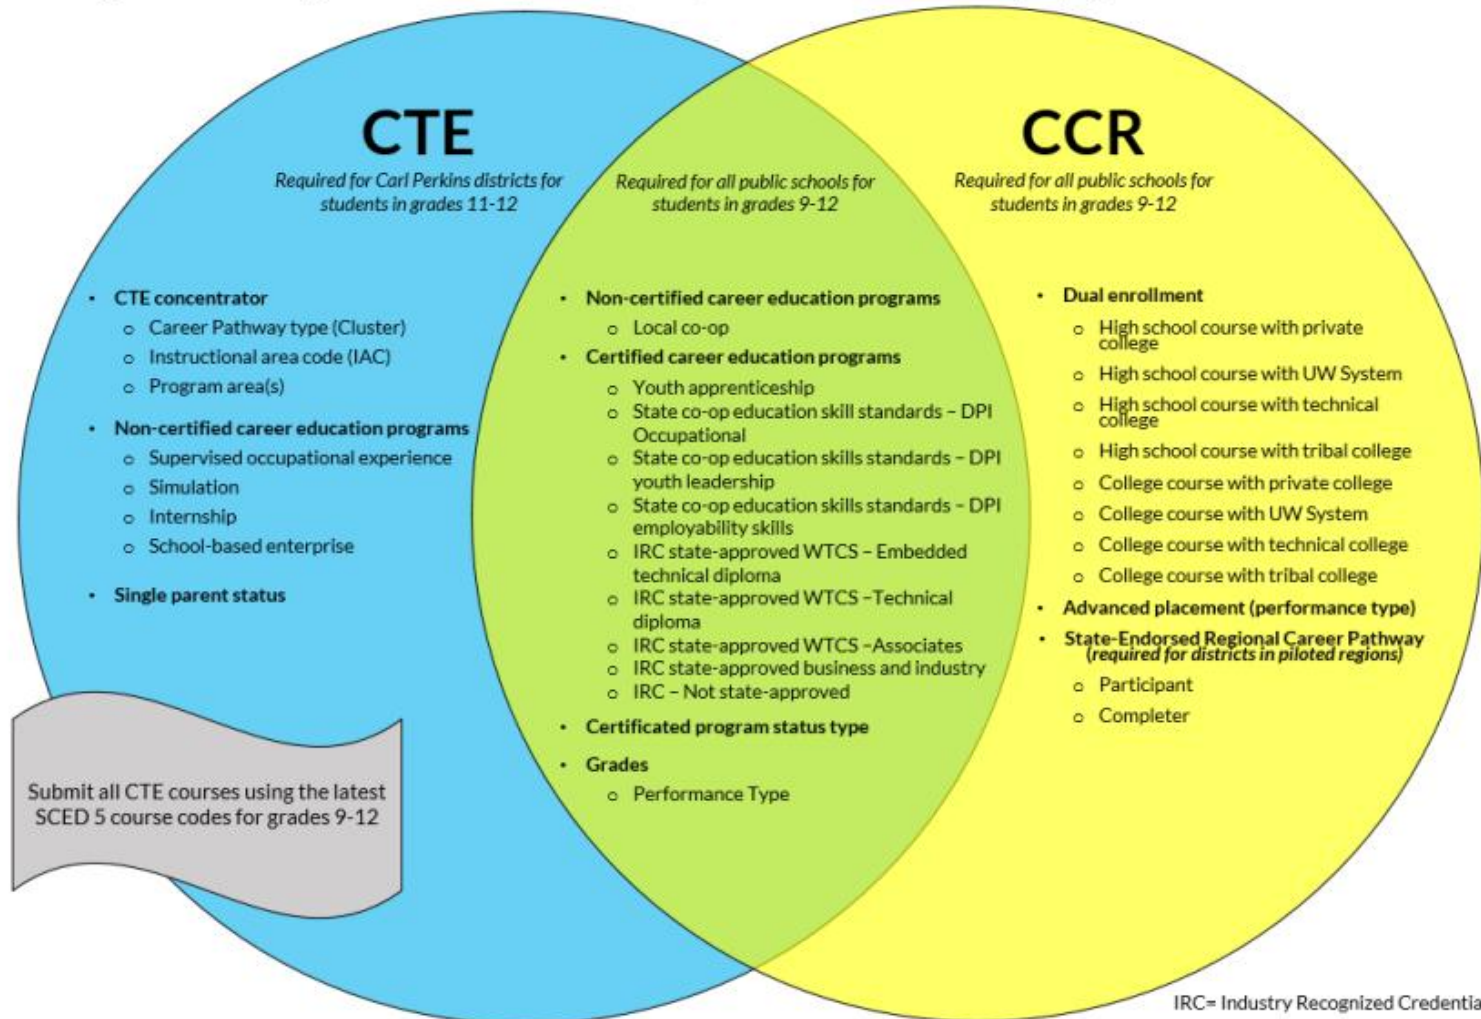 CTE
Required for Carl Perkins districts for
students in grades 11-12
• CTE concentrator
o Career Pathway type (Cluster)
o Instructional area code (IAC)
o Program area(s)
• Non-certified career education programs
o Supervised occupational experience
o Simulation
o Internship
o School-based enterprise
• Single parent status
Submit all CTE courses using the latest
SCED 5 course codes for grades 9-12
Required for all public schools for
students in grades 9-12
• Non-certified career education programs
o Local co-op
• Certified career education programs
o Youth apprenticeship
o State co-op education skill standards – DPI
Occupational
o State co-op education skills standards – DPI
youth leadership
o State co-op education skills standards – DPI
employability skills
o IRC state-approved WTCS – Embedded
technical diploma
o IRC state-approved WTCS –Technical
diploma
o IRC state-approved WTCS –Associates
o IRC state-approved business and industry
o IRC – Not state-approved
• Certificated program status type
• Grades
o Performance Type
CCR
Required for all public schools for
students in grades 9-12
• Dual enrollment
o High school course with private
college
o High school course with UW System
o High school course with technical
college
o High school course with tribal college
o College course with private college
o College course with UW System
o College course with technical college
o College course with tribal college
• Advanced placement (performance type)
• State-Endorsed Regional Career Pathway
(required for districts in piloted regions)
o Participant
o Completer
IRC= Industry Recognized Credentia